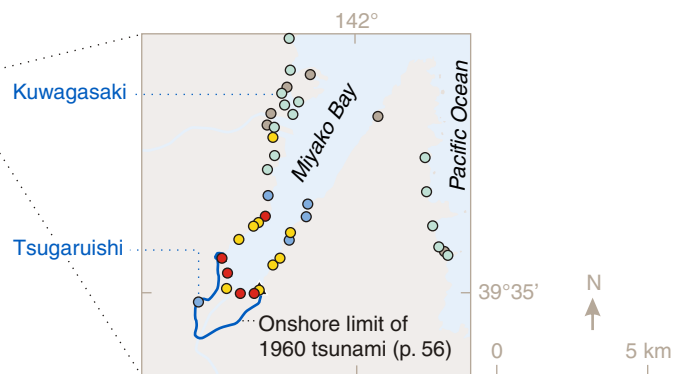 142°
Kuwagasaki
Miyako Bay
Pacific Ocean
Tsugaruishi
39°35’
N
Onshore limit of
1960 tsunami (p. 56)
0
5 km